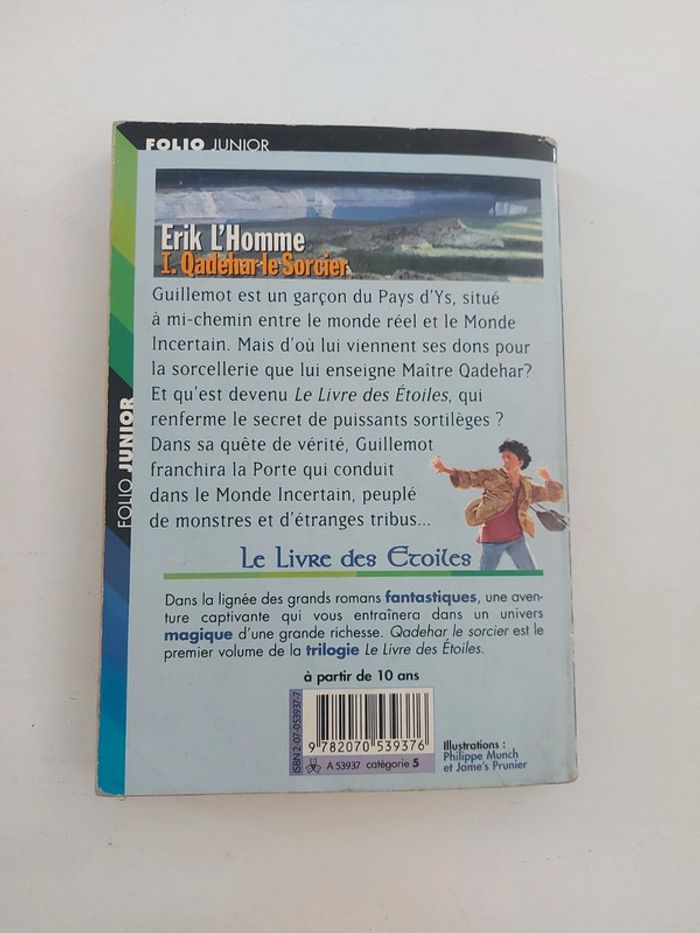 FOLIO JUNIOR
Erik L'Homme
I. Qadehar le Sorcier
Guillemot est un garçon du Pays d'Ys, situé
à mi-chemin entre le monde réel et le Monde
Incertain. Mais d'où lui viennent ses dons pour
la sorcellerie que lui enseigne Maître Qadehar?
Et qu'est devenu Le Livre des Étoiles, qui
renferme le secret de puissants sortilèges ?
Dans sa quête de vérité, Guillemot
franchira la Porte qui conduit
dans le Monde Incertain, peuplé
de monstres et d'étranges tribus...
Le Livre des Etoiles
Dans la lignée des grands romans fantastiques, une aven-
ture captivante qui vous entraînera dans un univers
magique d'une grande richesse. Qadehar le sorcier est le
premier volume de la trilogie Le Livre des Étoiles.
à partir de 10 ans
ISBN 2-07-053937-7
9 782070 539376
A 53937 catégorie 5
Illustrations :
Philippe Munch
et Jame's Prunier
FOLIO JUNIOR